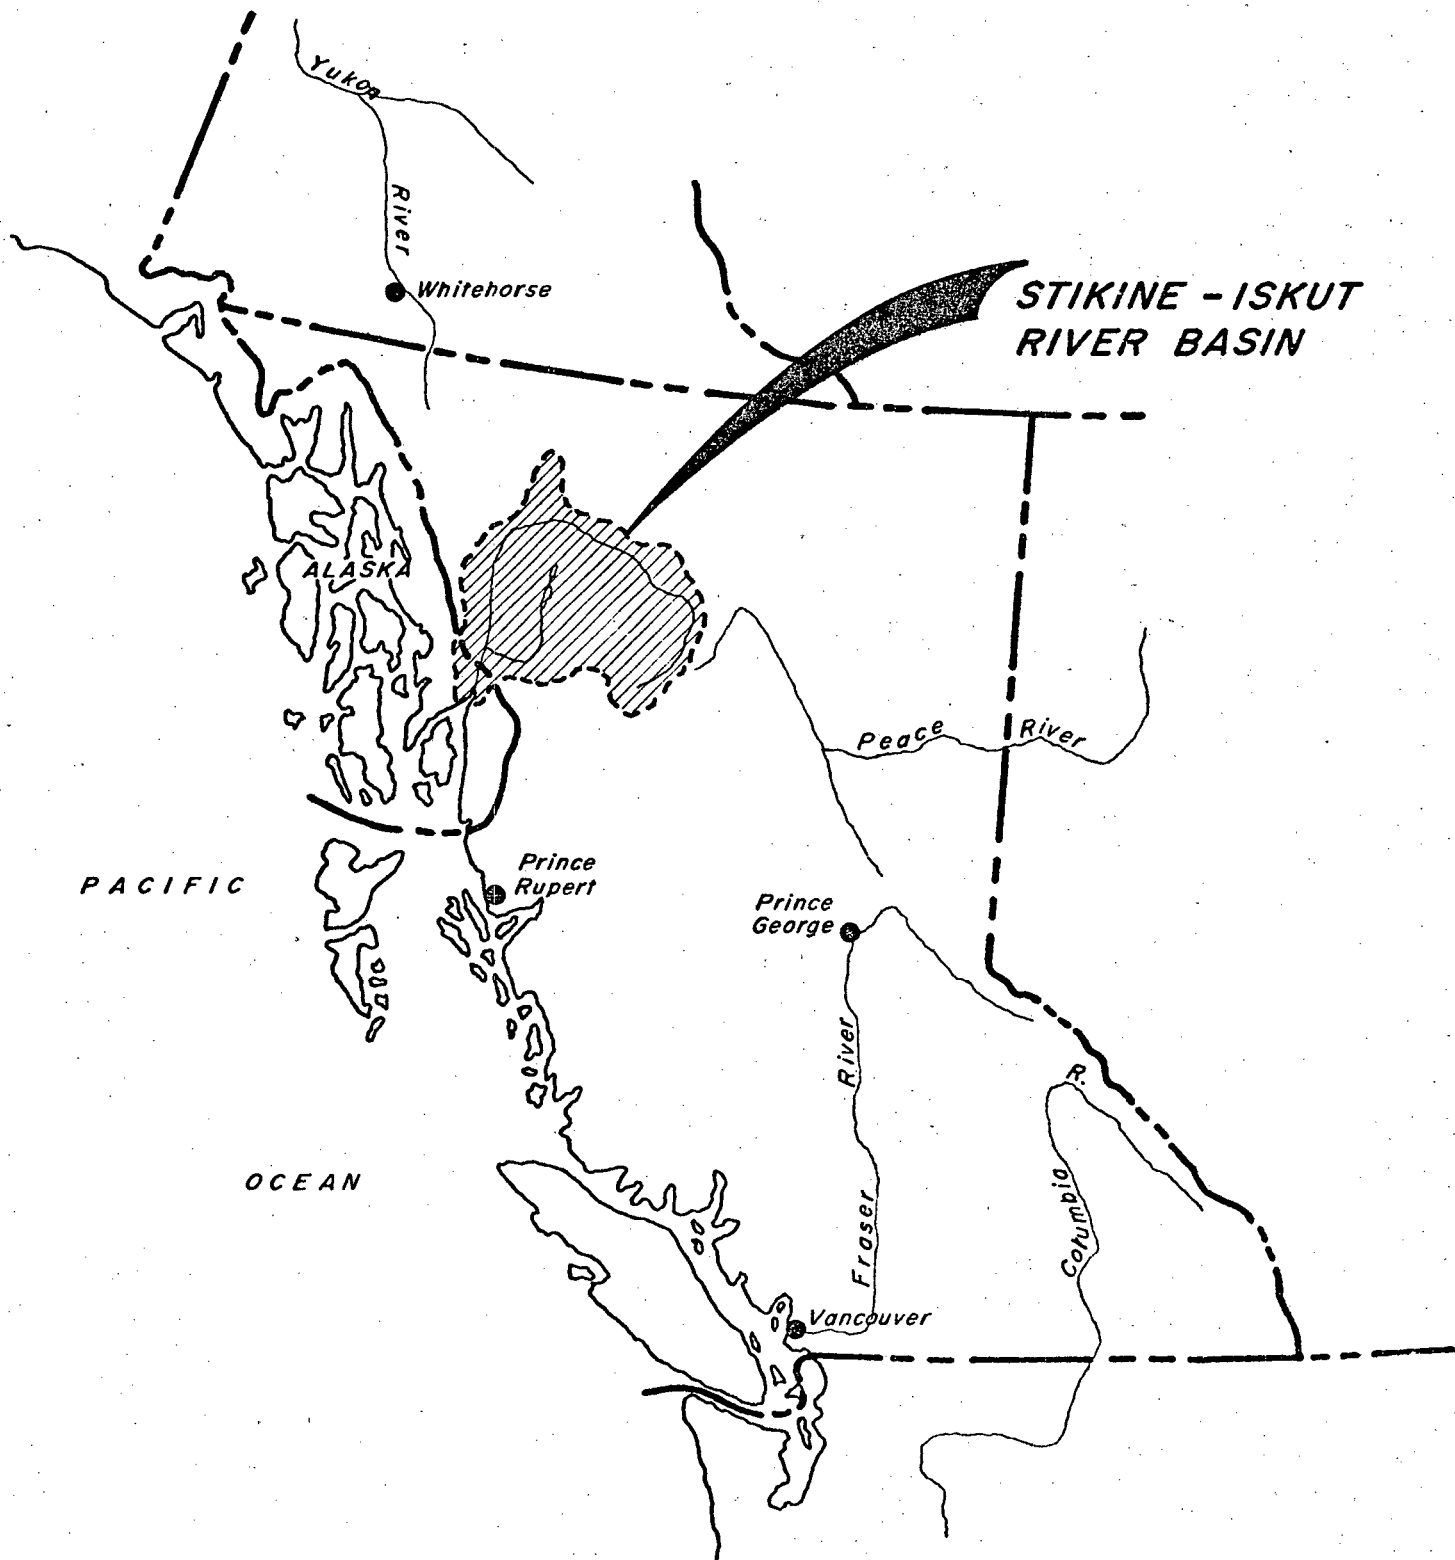 Yukon
River
Whitehorse
STIKINE - ISKUT
RIVER BASIN
ALASKA
Peace River
PACIFIC
Prince
Rupert
Prince
George
River
R.
OCEAN
Columbia
Fraser
Vancouver